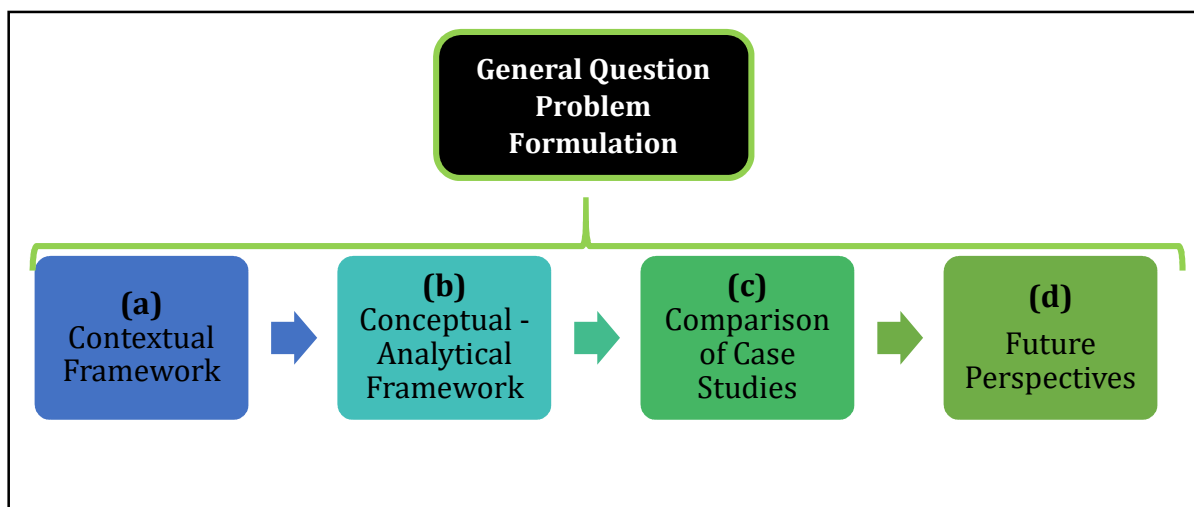 General Question
Problem
Formulation
(a)
Contextual
Framework
(b)
Conceptual -
Analytical
Framework
(c)
Comparison
of Case
Studies
(d)
Future
Perspectives